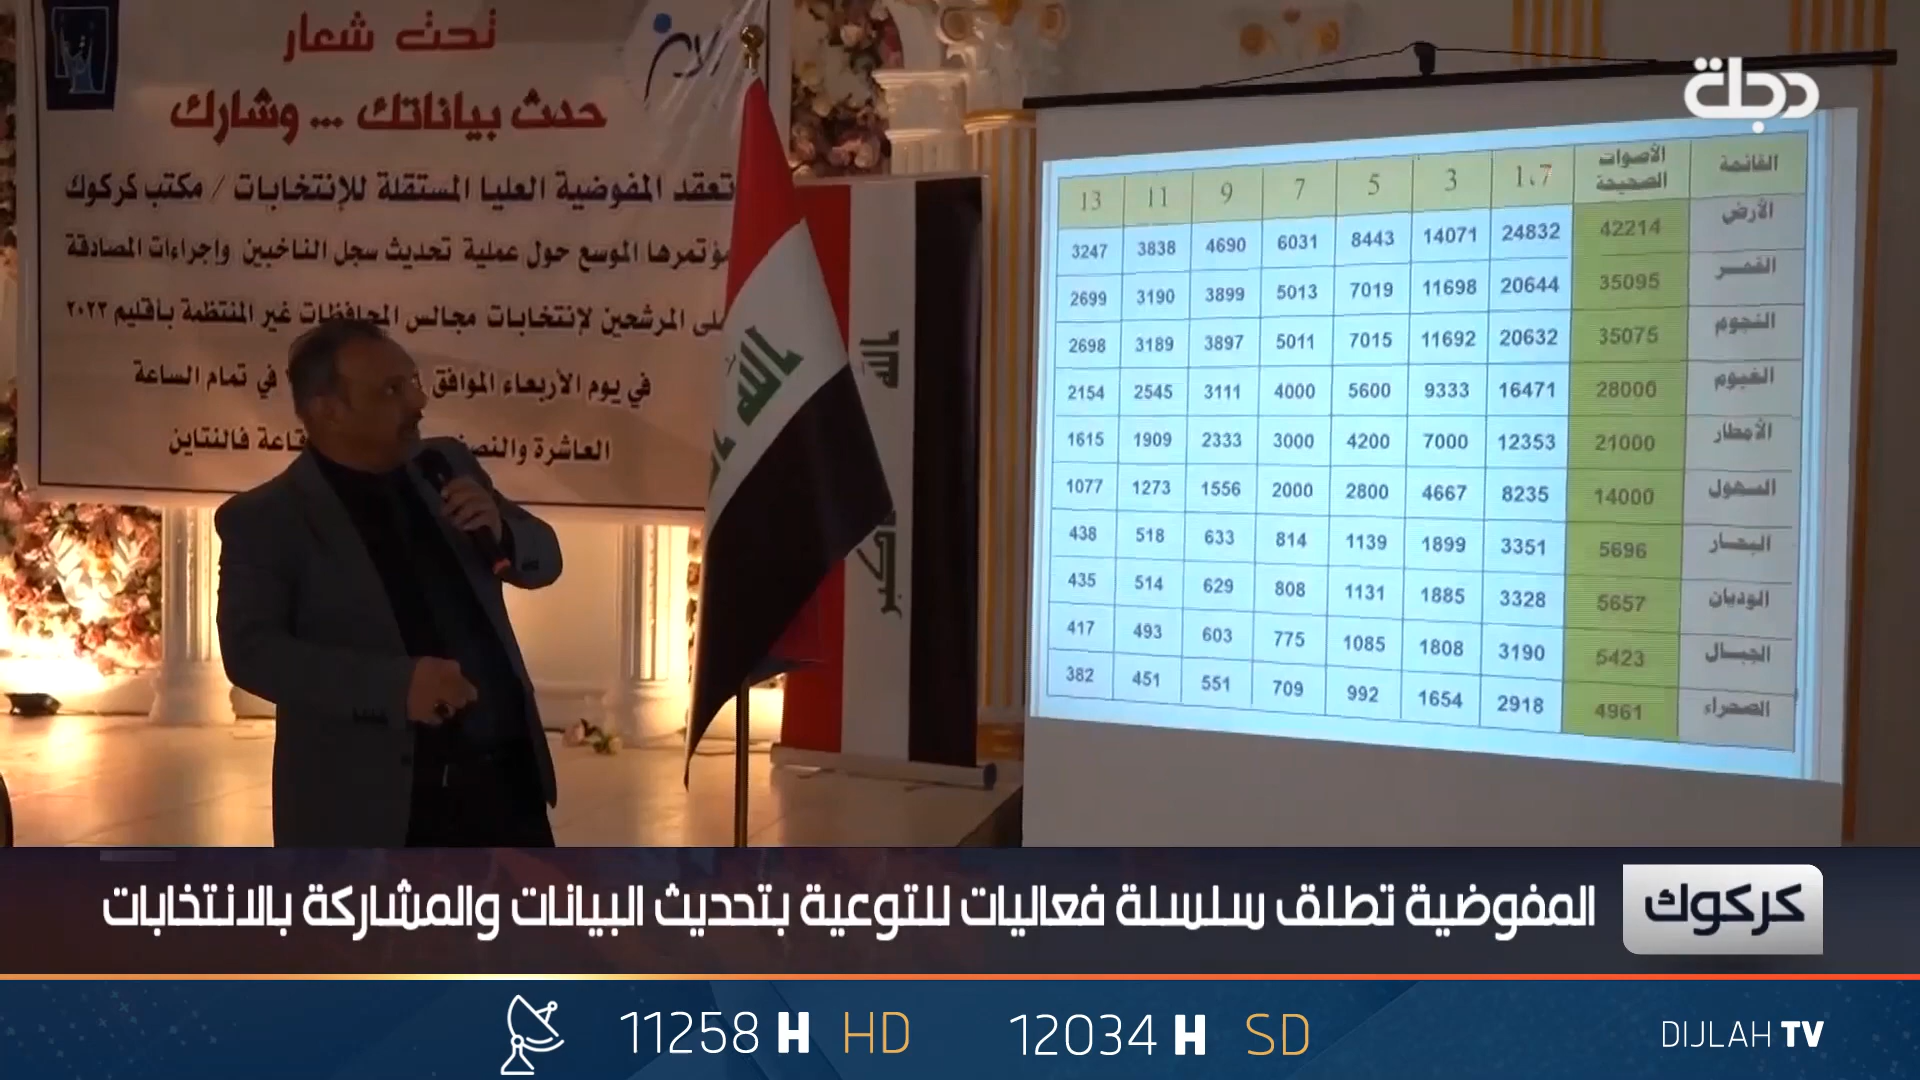 تحت شعار
حدث بياناتك ... وشارك
تعقد المفوضية العليا المستقلة للإنتخابات / مكتب كركوك
مؤتمرها الموسع حول عملية تحديث سجل الناخبين وإجراءات المصادقة
على المرشحين لإنتخابات مجالس المحافظات غير المنتظمة بأقليم ٢٠٢٣
في يوم الأربعاء الموافق في تمام الساعة
العاشرة والنصف قاعة فالنتاين
الله
اكبر
الله
دجلة
القائمة الأصوات الصحيحة 1،7 3 5 7 9 11 13
الأرض 42214 24832 14071 8443 6031 4690 3838 3247
القمر 35095 20644 11698 7019 5013 3899 3190 2699
النجوم 35075 20632 11692 7015 5011 3897 3189 2698
الغيوم 28000 16471 9333 5600 4000 3111 2545 2154
الأمطار 21000 12353 7000 4200 3000 2333 1909 1615
السهول 14000 8235 4667 2800 2000 1556 1273 1077
البحار 5696 3351 1899 1139 814 633 518 438
الوديان 5657 3328 1885 1131 808 629 514 435
الجبال 5423 3190 1808 1085 775 603 493 417
الصحراء 4961 2918 1654 992 709 551 451 382
كركوك
المفوضية تطلق سلسلة فعاليات للتوعية بتحديث البيانات والمشاركة بالانتخابات
11258 H HD 12034 H SD DIJLAH TV